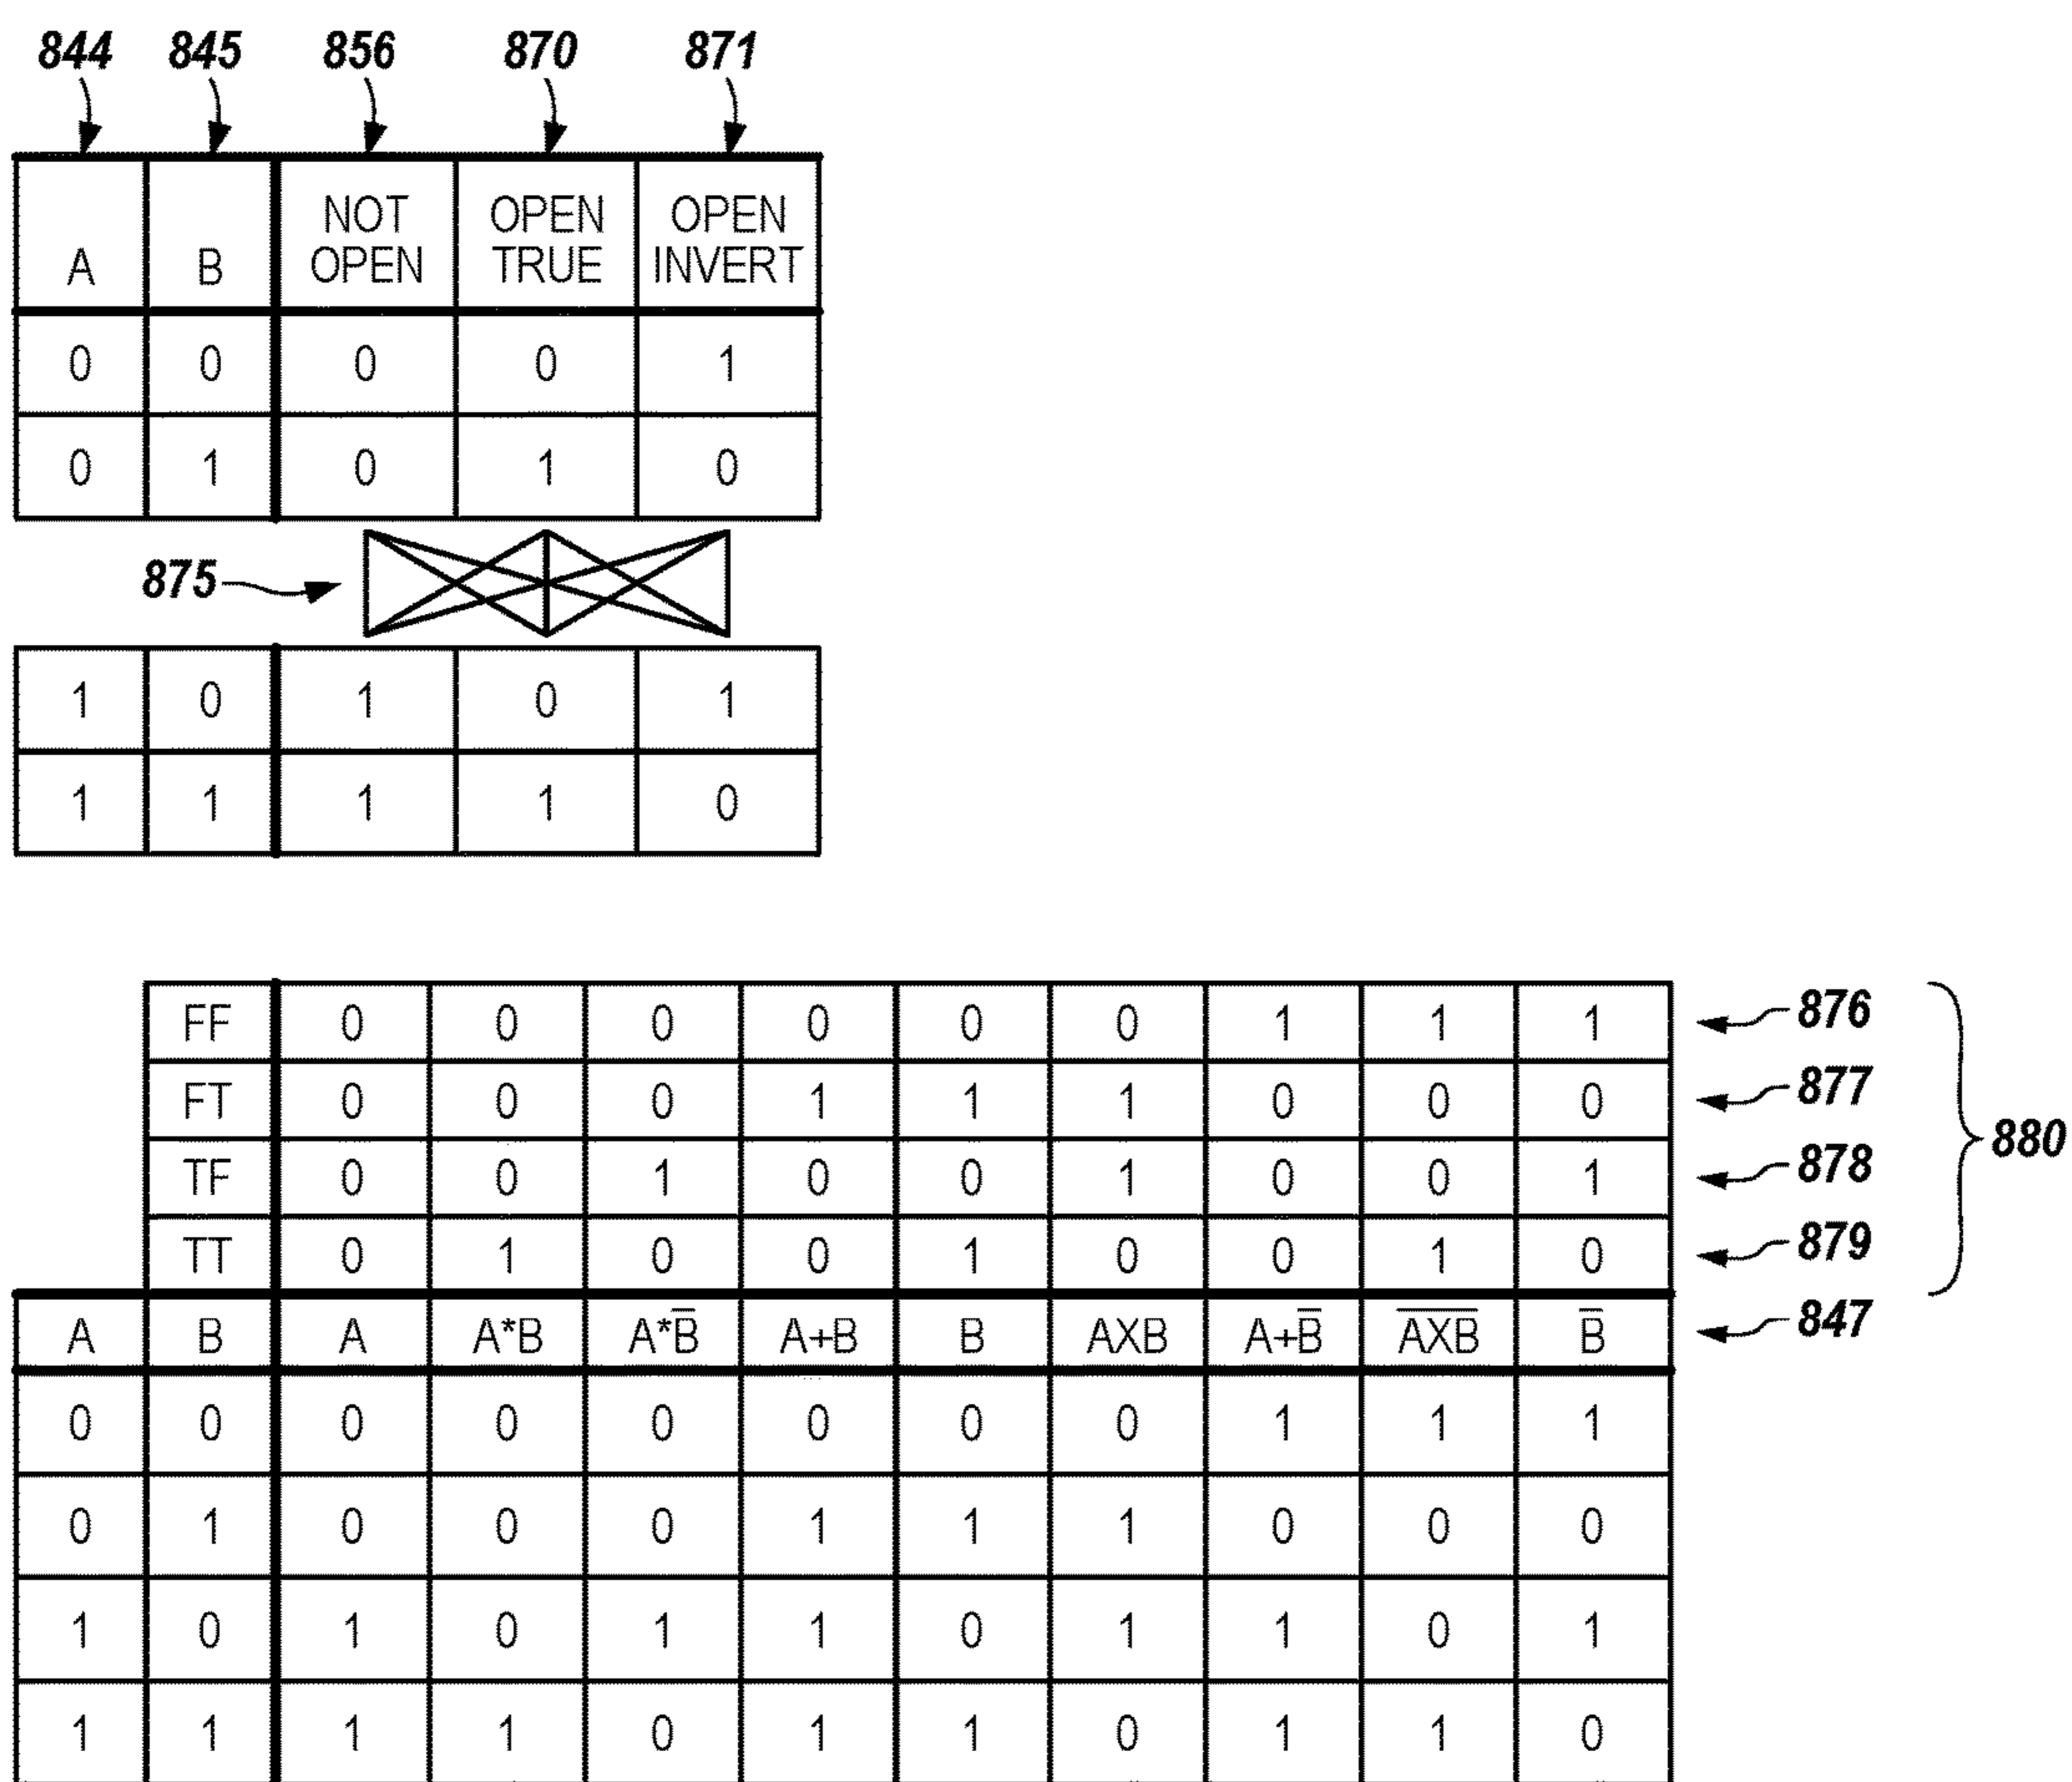 844 845 856 870 871
A B NOT OPEN OPEN TRUE OPEN INVERT
0 0 0 0 1
0 1 0 1 0
875
1 0 1 0 1
1 1 1 1 0
FF 0 0 0 0 0 0 1 1 1 876
FT 0 0 0 1 1 1 0 0 0 877
880
TF 0 0 1 0 0 1 0 0 1 878
TT 0 1 0 0 1 0 0 1 0 879
A B A A*B A*B̅ A+B B AXB A+B̅ A̅X̅B̅ B̅ 847
0 0 0 0 0 0 0 0 1 1 1
0 1 0 0 0 1 1 1 0 0 0
1 0 1 0 1 1 0 1 1 0 1
1 1 1 1 0 1 1 0 1 1 0